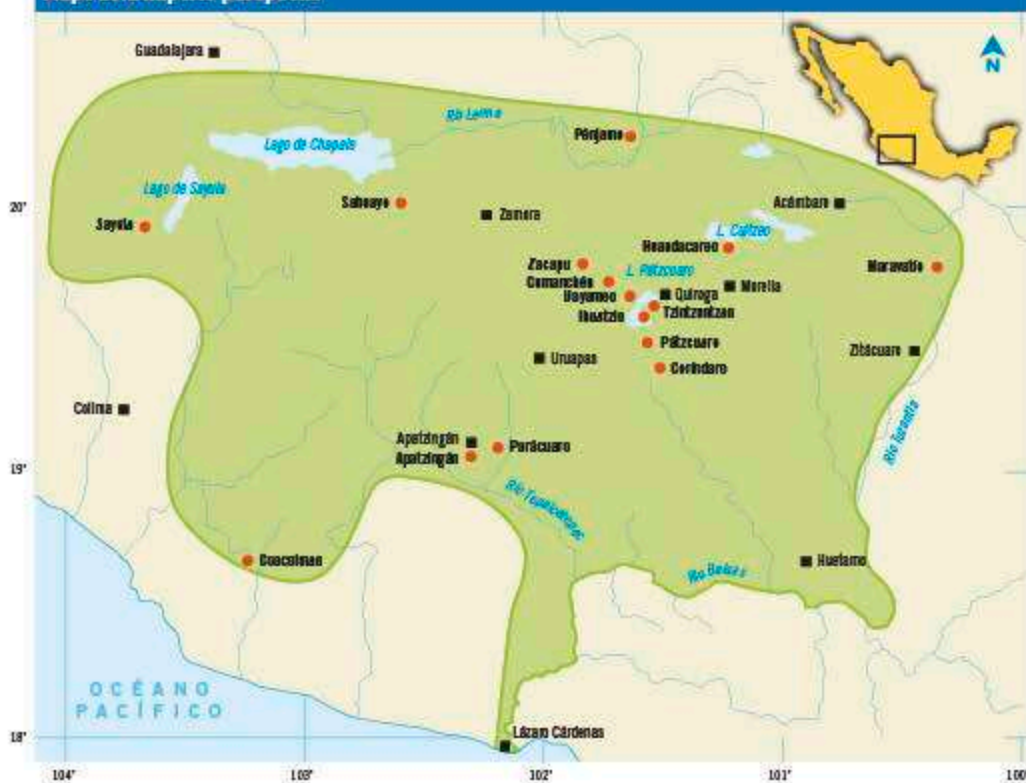 Guadalajara
N
Río Lerma
Pénjamo
Lago de Chapala
Lago de Sayula
20°
Sahuayo
Zamora
Acámbaro
Sayula
L. Cuitzeo
Huandacareo
Zacapu
L. Pátzcuaro
Maravatío
Comanchén
Morelia
Uayameo
Quiroga
Ihuatzio
Tzintzuntzan
Pátzcuaro
Zitácuaro
Uruapan
Colima
Apatzingán
Parácuaro
19°
Apatzingán
Río Tepalcatepec
Coacoman
Río Balsas
Huetamo
OCÉANO
PACÍFICO
18°
Lázaro Cárdenas
104°
103°
102°
101°
100